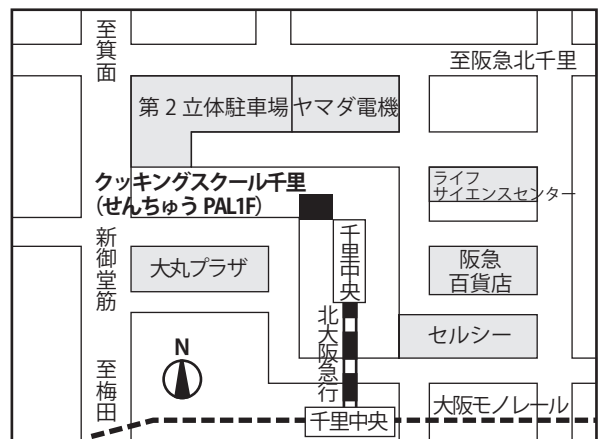 至箕面
至阪急北千里
第2立体駐車場
ヤマダ電機
クッキングスクール千里
（せんちゅう PAL1F）
ライフ
サイエンスセンター
千里中央
新御堂筋
大丸プラザ
阪急
百貨店
北大阪急行
セルシー
N
至梅田
大阪モノレール
千里中央